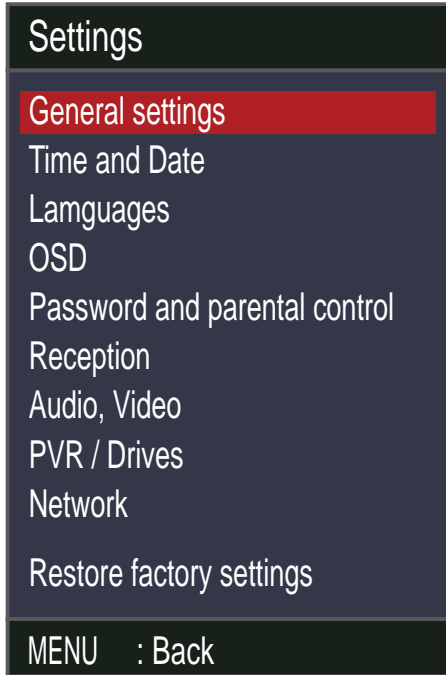 Settings
General settings
Time and Date
Lamguages
OSD
Password and parental control
Reception
Audio, Video
PVR / Drives
Network
Restore factory settings
MENU : Back